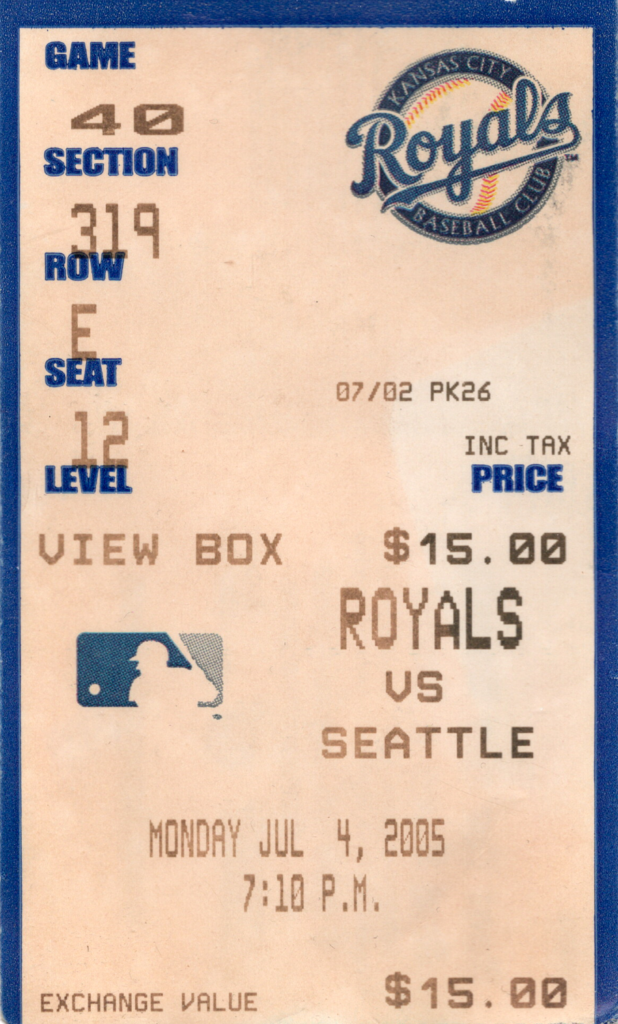 GAME
40
SECTION
319
ROW
E
SEAT
12
LEVEL
VIEW BOX
KANSAS CITY
Royals
BASEBALL CLUB
TM
07/02 PK26
INC TAX
PRICE
$15.00
ROYALS
VS
SEATTLE
MONDAY JUL 4, 2005
7:10 P.M.
EXCHANGE VALUE $15.00